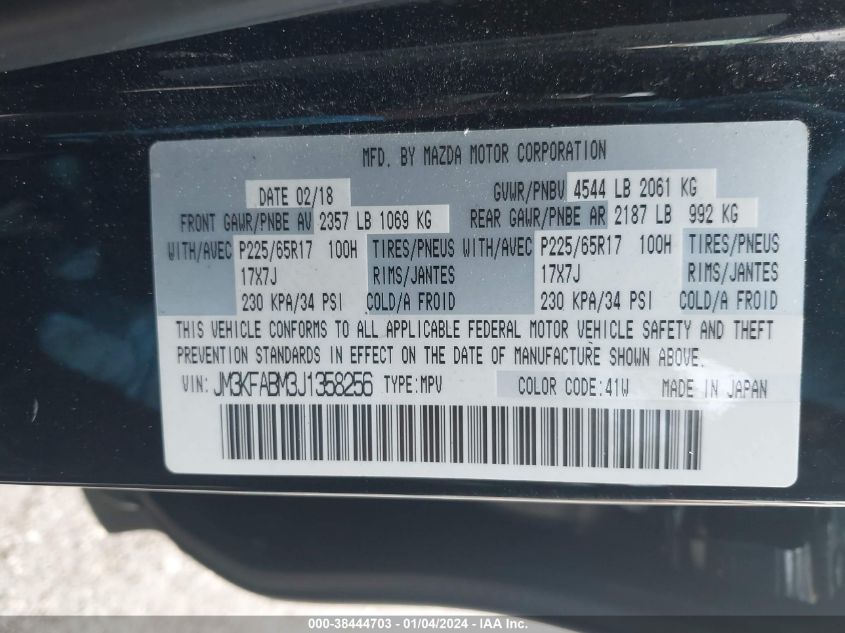 MFD. BY MAZDA MOTOR CORPORATION
DATE 02/18 GVWR/PNBV 4544 LB 2061 KG
FRONT GAWR/PNBE AV 2357 LB 1069 KG REAR GAWR/PNBE AR 2187 LB 992 KG
WITH/AVEC P225/65R17 100H TIRES/PNEUS WITH/AVEC P225/65R17 100H TIRES/PNEUS
17X7J RIMS/JANTES 17X7J RIMS/JANTES
230 KPA/34 PSI COLD/A FROID 230 KPA/34 PSI COLD/A FROID
THIS VEHICLE CONFORMS TO ALL APPLICABLE FEDERAL MOTOR VEHICLE SAFETY AND THEFT
PREVENTION STANDARDS IN EFFECT ON THE DATE OF MANUFACTURE SHOWN ABOVE.
VIN: JM3KFABM3J1358256 TYPE:MPV COLOR CODE:41W MADE IN JAPAN
000-38444703 - 01/04/2024 - IAA Inc.